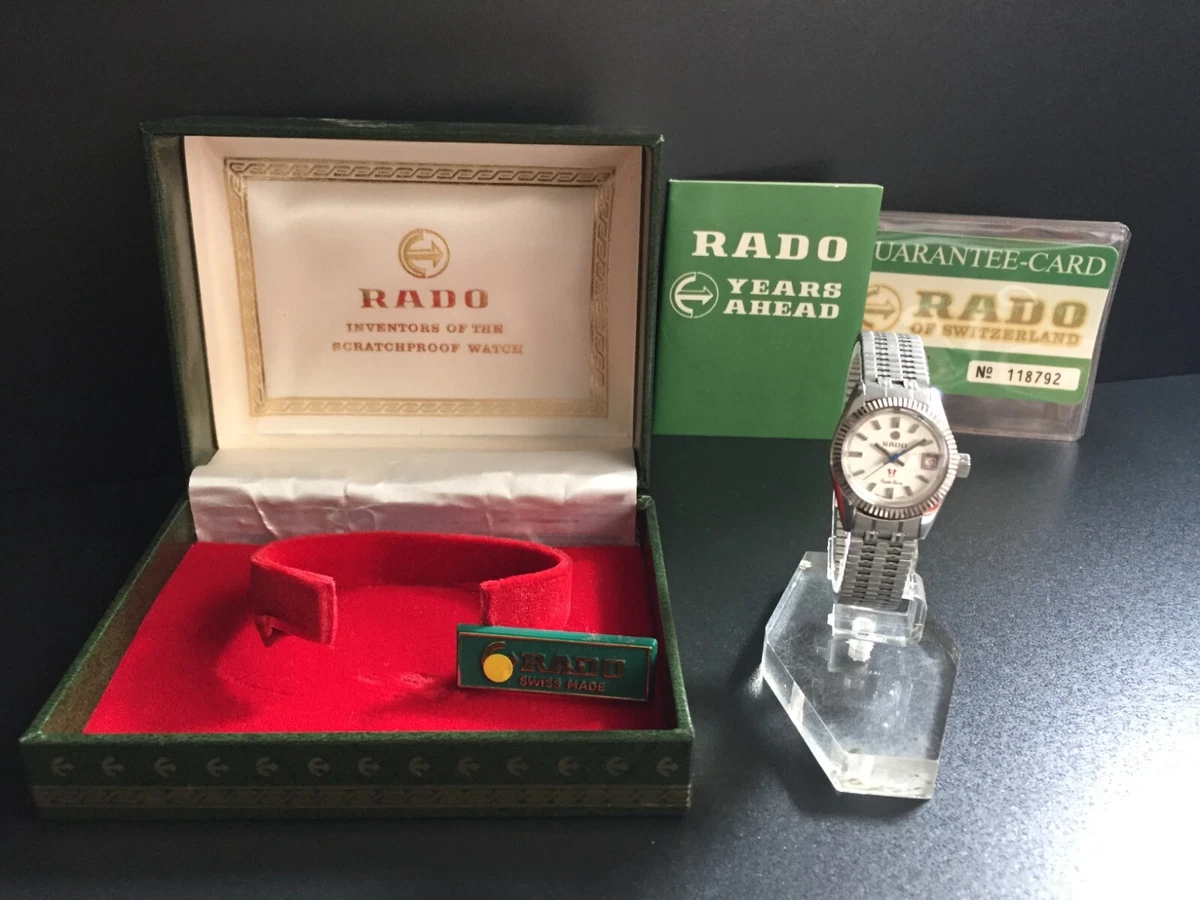 RADO
INVENTORS OF THE
SCRATCHPROOF WATCH
RADO
SWISS MADE
RADO
YEARS
AHEAD
UARANTEE-CARD
RADO
OF SWITZERLAND
Nº 118792
RADO